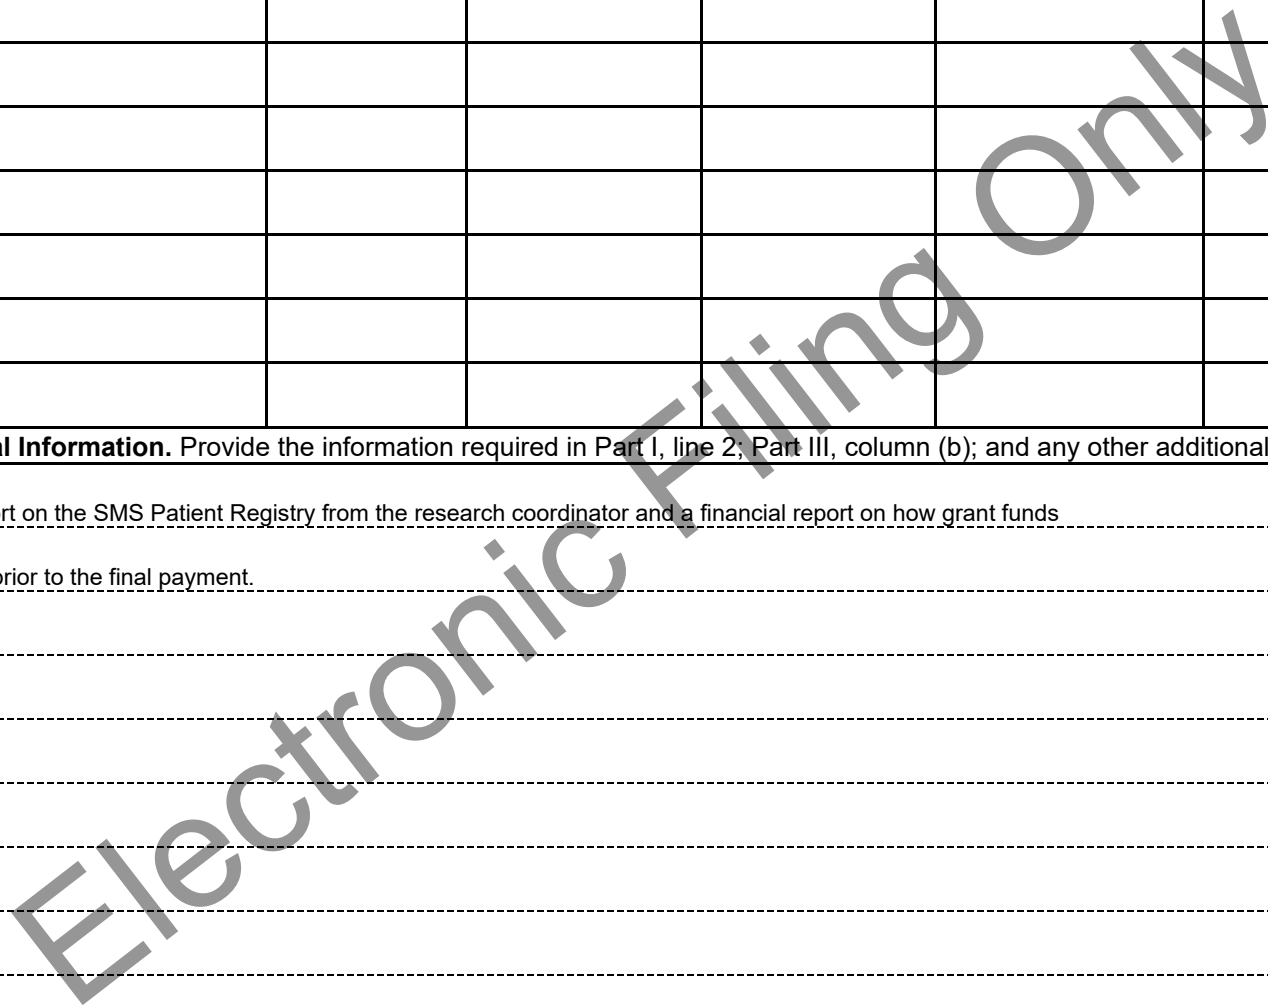 al Information. Provide the information required in Part I, line 2; Part III, column (b); and any other additional
rt on the SMS Patient Registry from the research coordinator and a financial report on how grant funds
prior to the final payment.
Electronic Filing Only